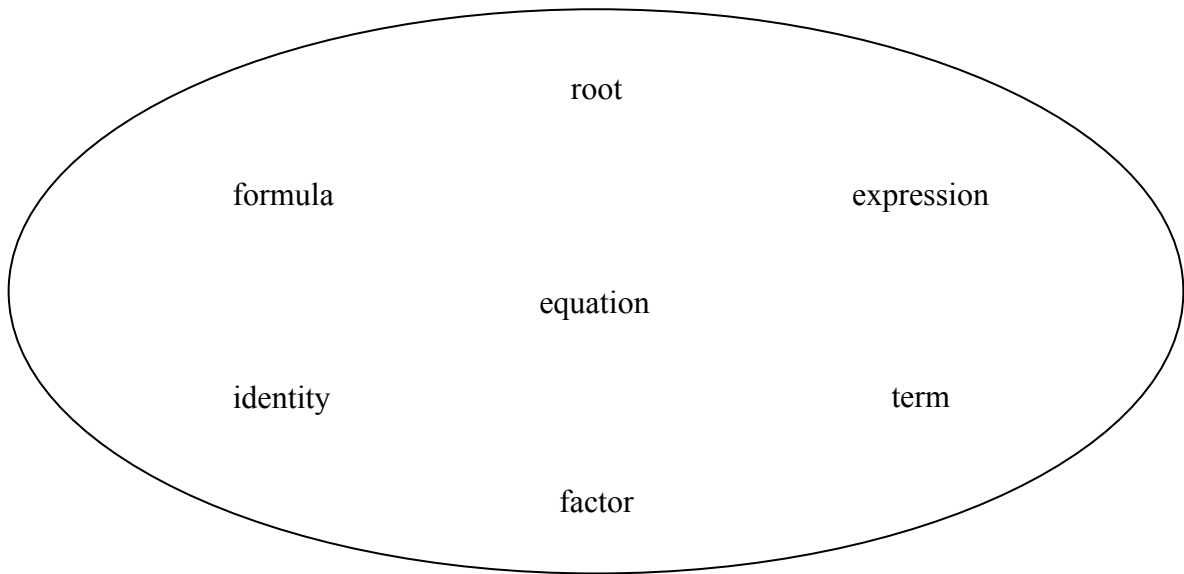 root
formula
expression
equation
identity
term
factor